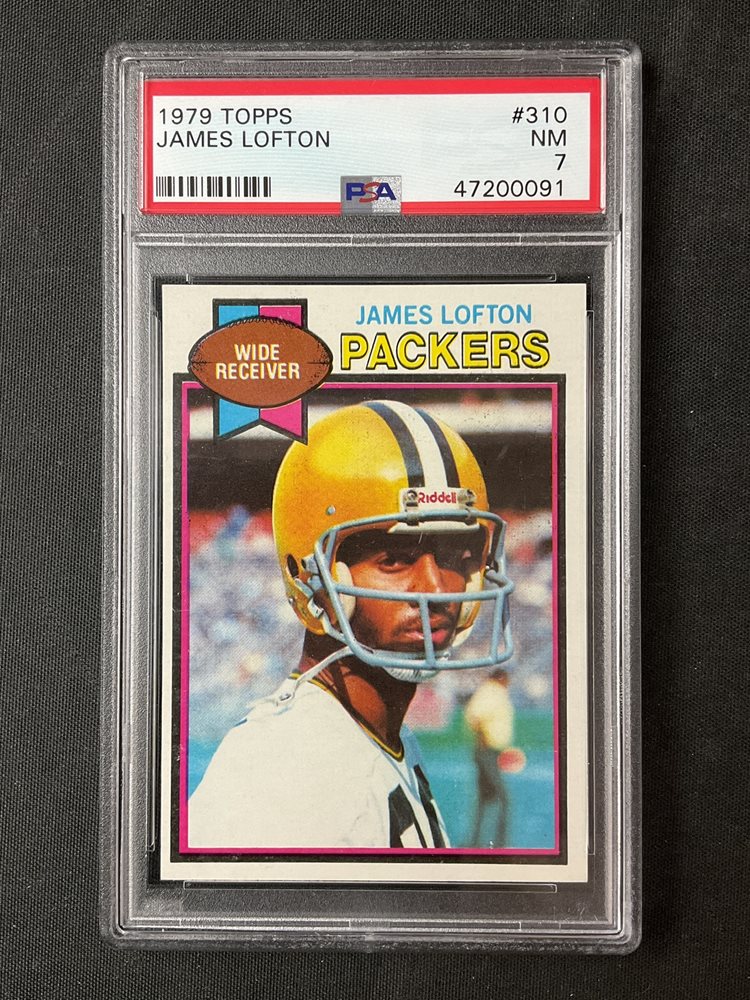 1979 TOPPS #310
JAMES LOFTON NM
7
PSA 47200091
JAMES LOFTON
PACKERS
WIDE
RECEIVER
Riddell